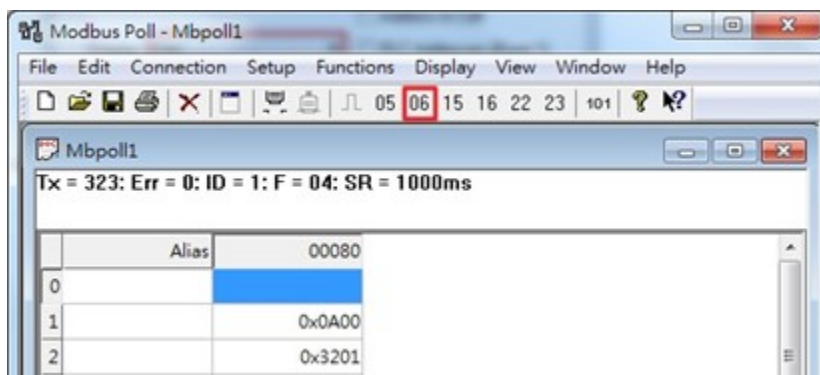 Modbus Poll - Mbpoll1
File Edit Connection Setup Functions Display View Window Help
05 06 15 16 22 23 101
Mbpoll1
Tx = 323: Err = 0: ID = 1: F = 04: SR = 1000ms
Alias 00080
0
1 0x0A00
2 0x3201